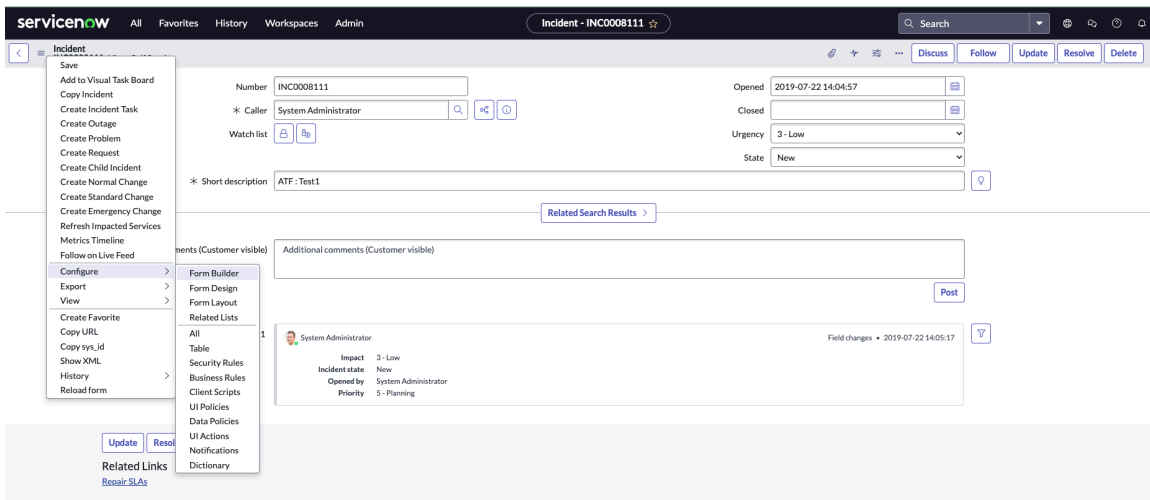 servicenow All Favorites History Workspaces Admin Incident - INC0008111 Search
Incident Discuss Follow Update Resolve Delete
Save
Add to Visual Task Board
Copy Incident
Create Incident Task
Create Outage
Create Problem
Create Request
Create Child Incident
Create Normal Change
Create Standard Change
Create Emergency Change
Refresh Impacted Services
Metrics Timeline
Follow on Live Feed
Configure
Export
View
Create Favorite
Copy URL
Copy sys_id
Show XML
History
Reload form
Form Builder
Form Design
Form Layout
Related Lists
All
Table
Security Rules
Business Rules
Client Scripts
UI Policies
Data Policies
UI Actions
Notifications
Dictionary
Number INC0008111
Caller System Administrator
Watch list
Opened 2019-07-22 14:04:57
Closed
Urgency 3 - Low
State New
Short description ATF : Test1
Related Search Results
(Customer visible) Additional comments (Customer visible)
Post
1 System Administrator Field changes • 2019-07-22 14:05:17
Impact 3 - Low
Incident state New
Opened by System Administrator
Priority 5 - Planning
Update Resol
Related Links
Repair SLAs